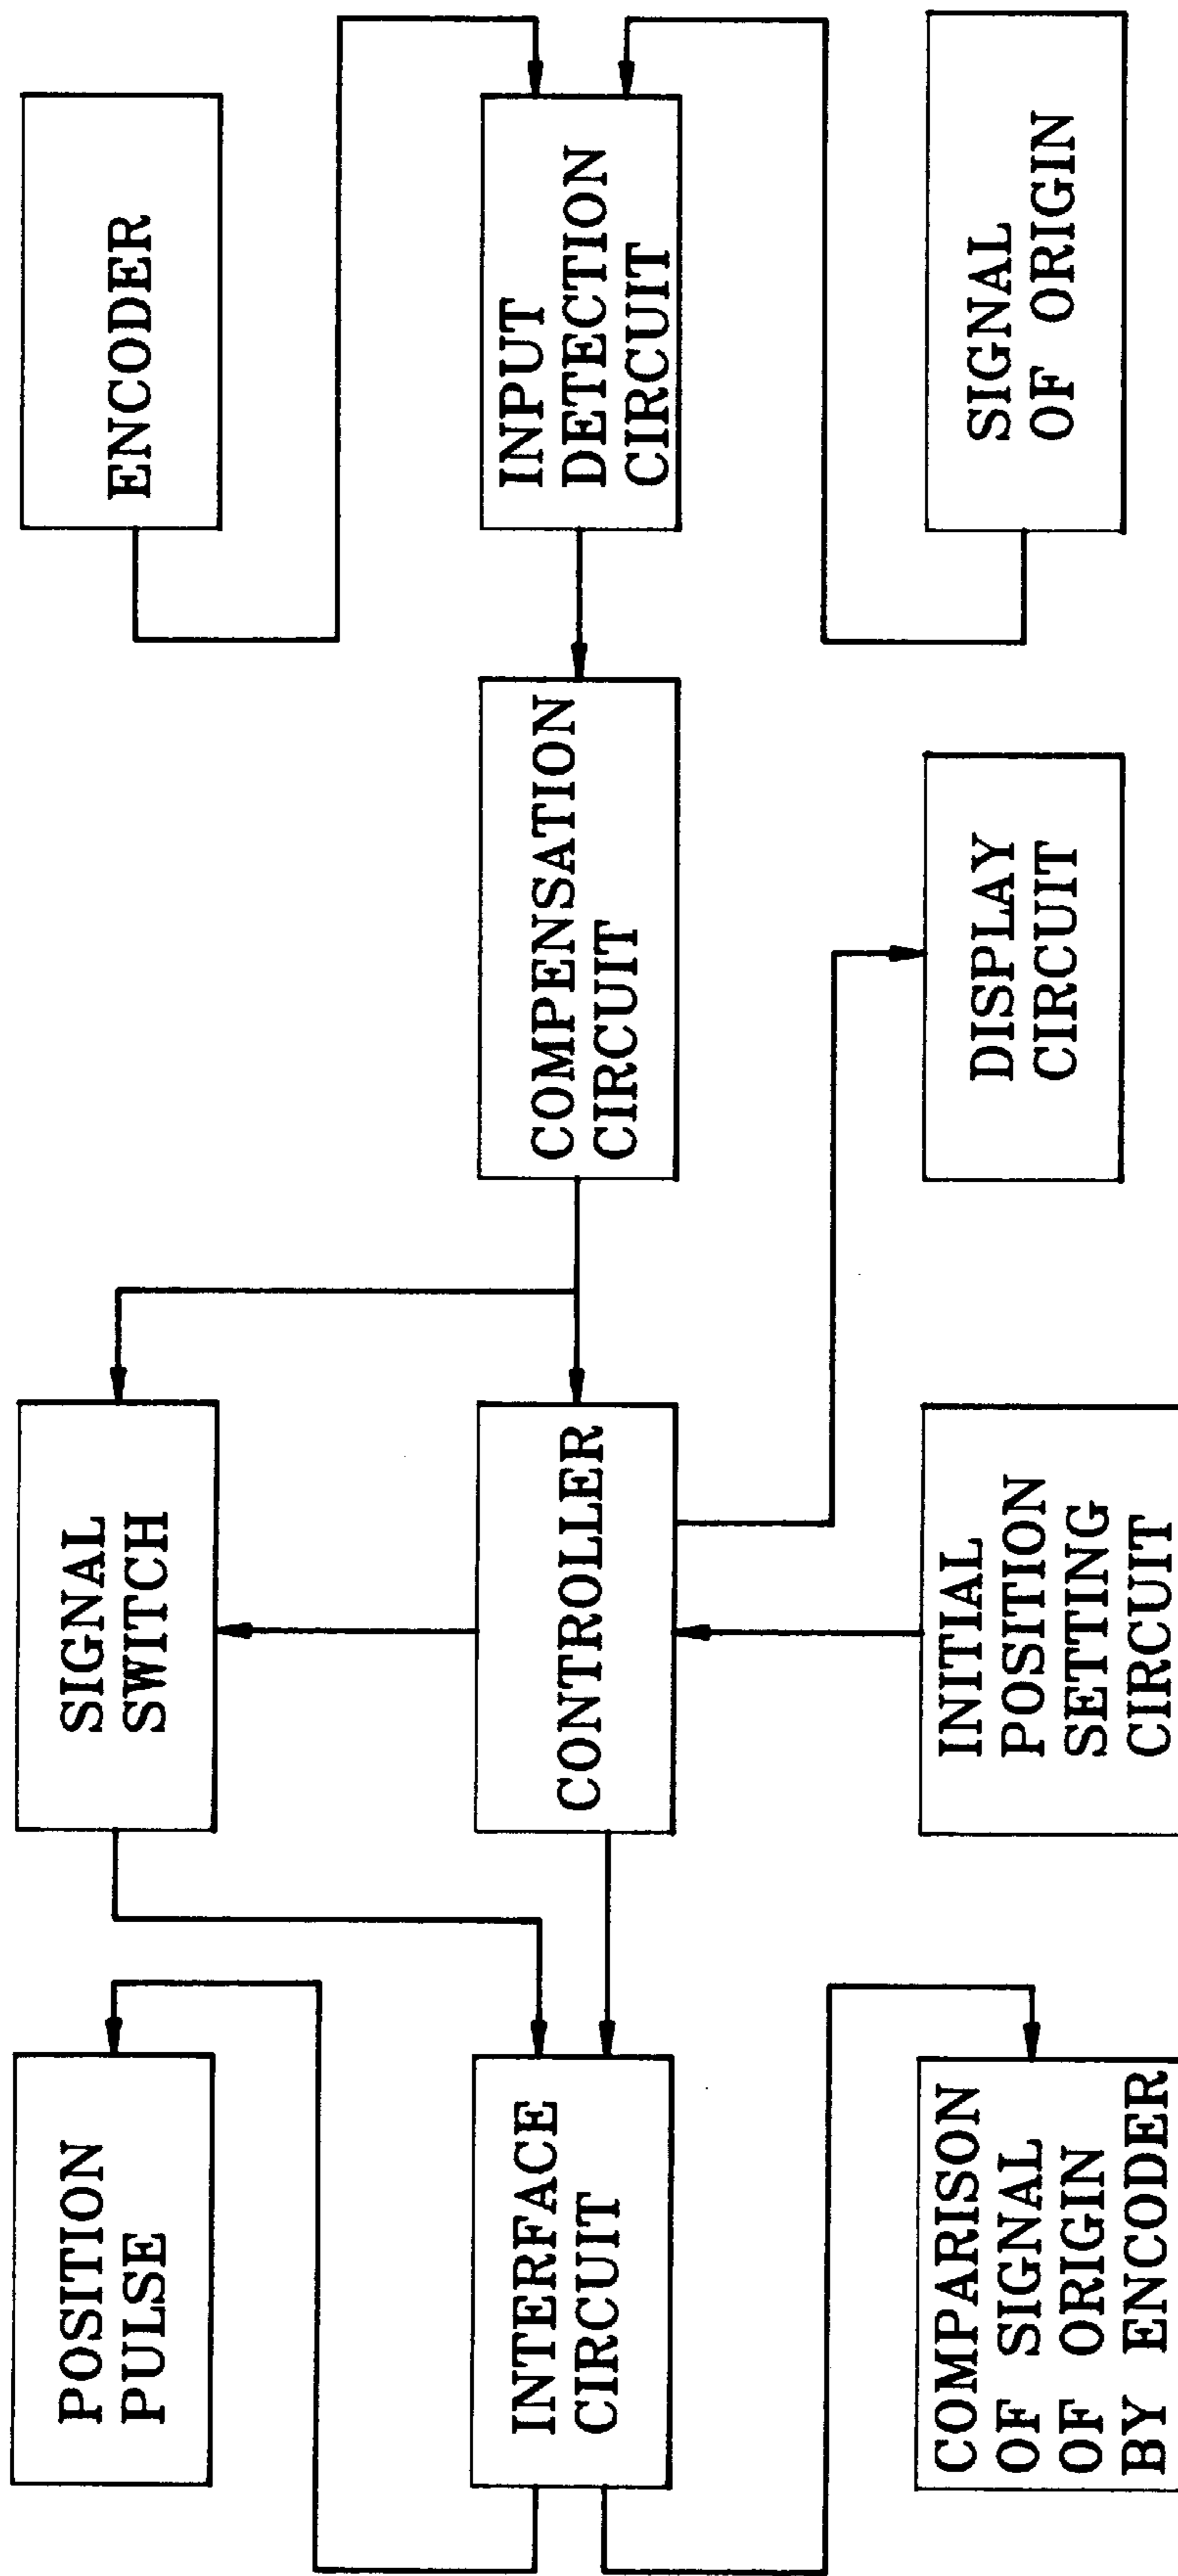 ENCODER
INPUT
DETECTION
CIRCUIT
SIGNAL
OF ORIGIN
COMPENSATION
CIRCUIT
DISPLAY
CIRCUIT
SIGNAL
SWITCH
CONTROLLER
INITIAL
POSITION
SETTING
CIRCUIT
POSITION
PULSE
INTERFACE
CIRCUIT
COMPARISON
OF SIGNAL
OF ORIGIN
BY ENCODER